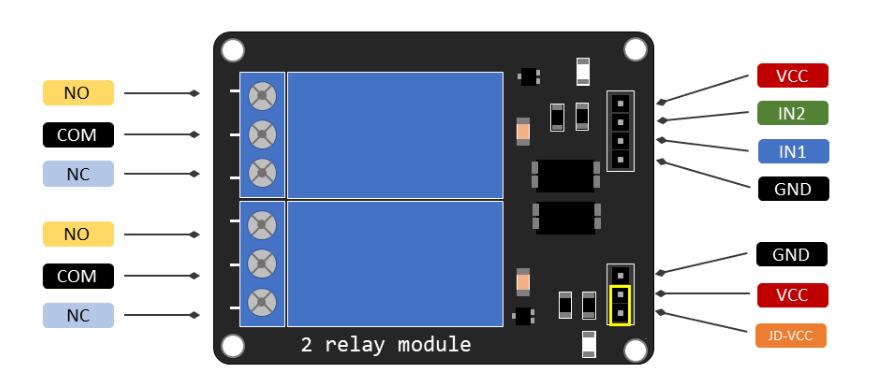 NO
COM
NC
NO
COM
NC
2 relay module
VCC
IN2
IN1
GND
GND
VCC
JD-VCC